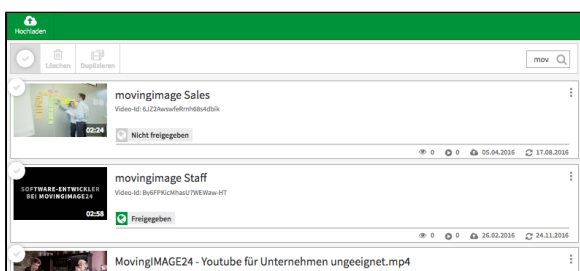 Hochladen
Löschen
Duplizieren
mov
movingimage Sales
Video-Id: 6JZ2AwswfeRrnh68s4dbik
02:24
Nicht freigegeben
0 0 05.04.2016 17.08.2016
movingimage Staff
Video-Id: By6FPKicMhasU7WEWaw-HT
SOFTWARE-ENTWICKLER
BEI MOVINGIMAGE24
02:58
Freigegeben
0 0 26.02.2016 24.11.2016
MovingIMAGE24 - Youtube für Unternehmen ungeeignet.mp4